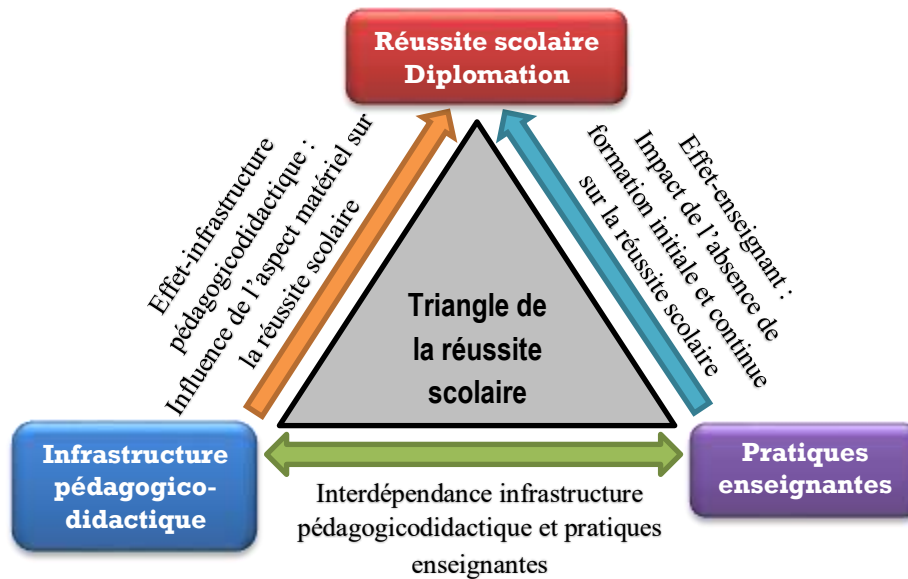 Réussite scolaire
Diplomation
Effet-infrastructure
pédagogicodidactique :
Influence de l'aspect matériel sur
la réussite scolaire
Effet-enseignant :
Impact de l'absence de
formation initiale et continue
sur la réussite scolaire
Triangle de
la réussite
scolaire
Infrastructure
pédagogico-
didactique
Pratiques
enseignantes
Interdépendance infrastructure
pédagogicodidactique et pratiques
enseignantes